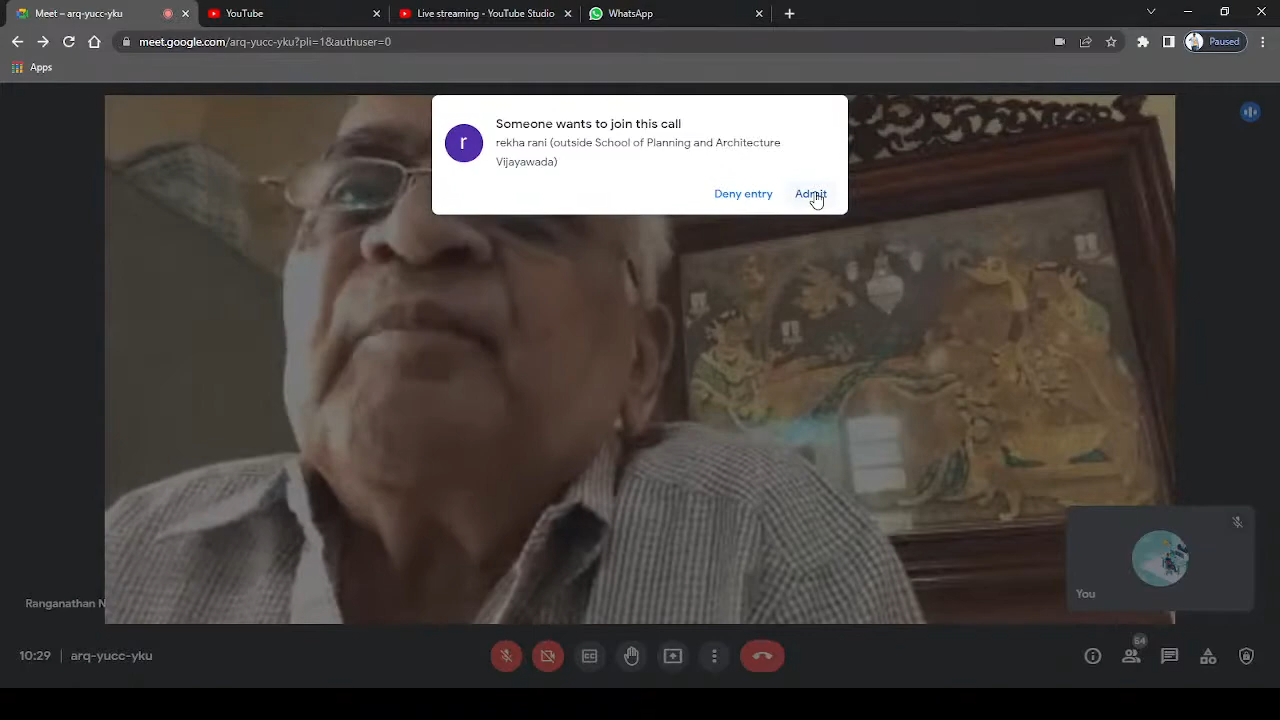 Meet – arq-yucc-yku
YouTube
Live streaming - YouTube Studio
WhatsApp
meet.google.com/arq-yucc-yku?pli=1&authuser=0
Paused
Apps
Someone wants to join this call
r
rekha rani (outside School of Planning and Architecture
Vijayawada)
Deny entry
Admit
You
Ranganathan N
10:29 | arq-yucc-yku
CC
64